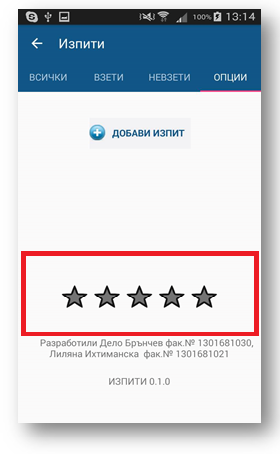 100% 13:14
Изпити
ВСИЧКИ ВЗЕТИ НЕВЗЕТИ ОПЦИИ
ДОБАВИ ИЗПИТ
Разработили Дело Брънчев фак.№ 1301681030,
Лиляна Ихтиманска фак.№ 1301681021
ИЗПИТИ 0.1.0